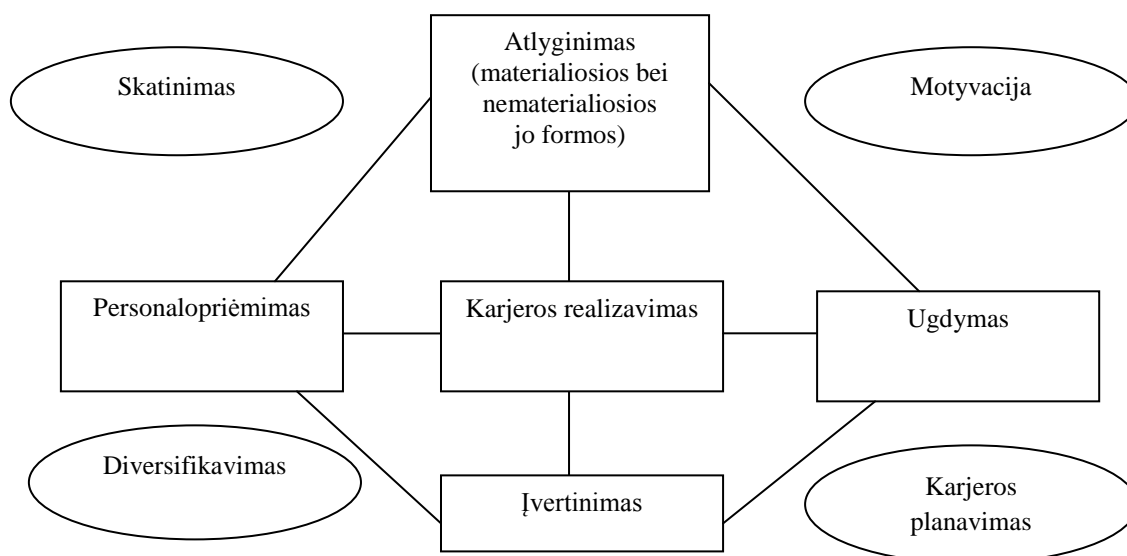 Skatinimas
Atlyginimas
(materialiosios bei
nematerialiosios
jo formos)
Motyvacija
Personalopriėmimas
Karjeros realizavimas
Ugdymas
Diversifikavimas
Įvertinimas
Karjeros
planavimas